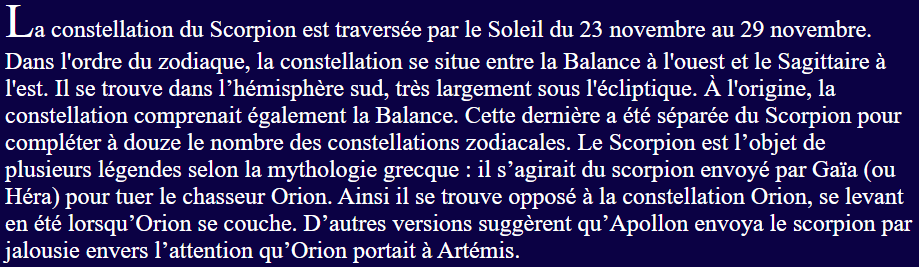 La constellation du Scorpion est traversée par le Soleil du 23 novembre au 29 novembre.
Dans l'ordre du zodiaque, la constellation se situe entre la Balance à l'ouest et le Sagittaire à
l'est. Il se trouve dans l’hémisphère sud, très largement sous l'écliptique. À l'origine, la
constellation comprenait également la Balance. Cette dernière a été séparée du Scorpion pour
compléter à douze le nombre des constellations zodiacales. Le Scorpion est l’objet de
plusieurs légendes selon la mythologie grecque : il s’agirait du scorpion envoyé par Gaïa (ou
Héra) pour tuer le chasseur Orion. Ainsi il se trouve opposé à la constellation Orion, se levant
en été lorsqu’Orion se couche. D’autres versions suggèrent qu’Apollon envoya le scorpion par
jalousie envers l’attention qu’Orion portait à Artémis.